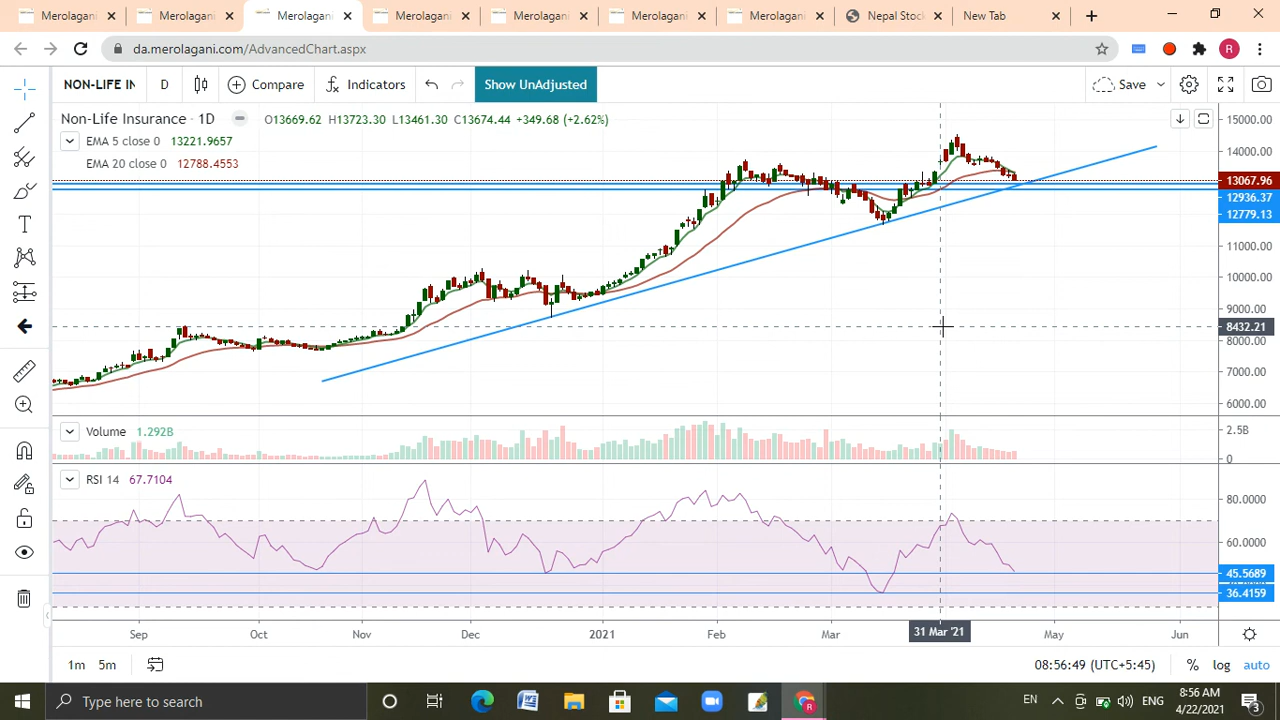 Merolagani Merolagani Merolagani Merolagani Merolagani Merolagani Merolagani Nepal Stock New Tab
da.merolagani.com/AdvancedChart.aspx R
NON-LIFE IN D Compare Indicators Show UnAdjusted Save
Non-Life Insurance · 1D O13669.62 H13723.30 L13461.30 C13674.44 +349.68 (+2.62%)
EMA 5 close 0 13221.9657
EMA 20 close 0 12788.4553
15000.00
14000.00
13067.96
12936.37
12779.13
11000.00
10000.00
9000.00
8432.21
8000.00
7000.00
6000.00
Volume 1.292B
2.5B
0
RSI 14 67.7104
80.0000
60.0000
45.5689
36.4159
Sep Oct Nov Dec 2021 Feb Mar 31 Mar '21 May Jun
1m 5m 08:56:49 (UTC+5:45) % log auto
Type here to search EN ENG 8:56 AM
4/22/2021 3